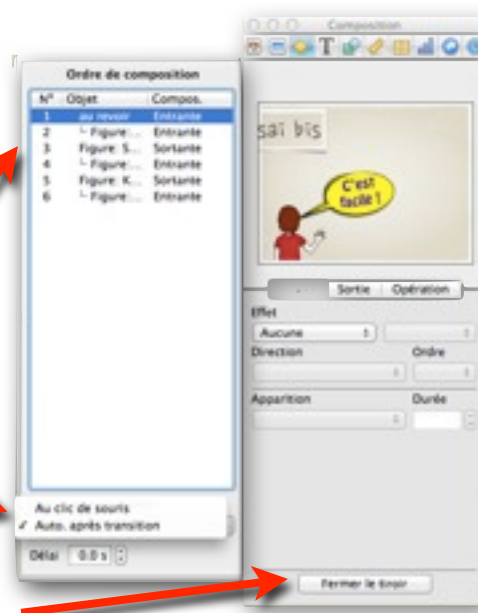 Composition
Ordre de composition
N° Objet Compos.
1 au revoir Entrante
2 Figure:... Entrante
3 Figure: S... Sortante
4 Figure:... Entrante
5 Figure: K... Sortante
6 Figure:... Entrante
Au clic de souris
✓ Auto. après transition
Délai 0.0 s
sai bis
C'est
facile !
Sortie Opération
Effet
Aucune
Direction Ordre
Apparition Durée
Fermer le tiroir